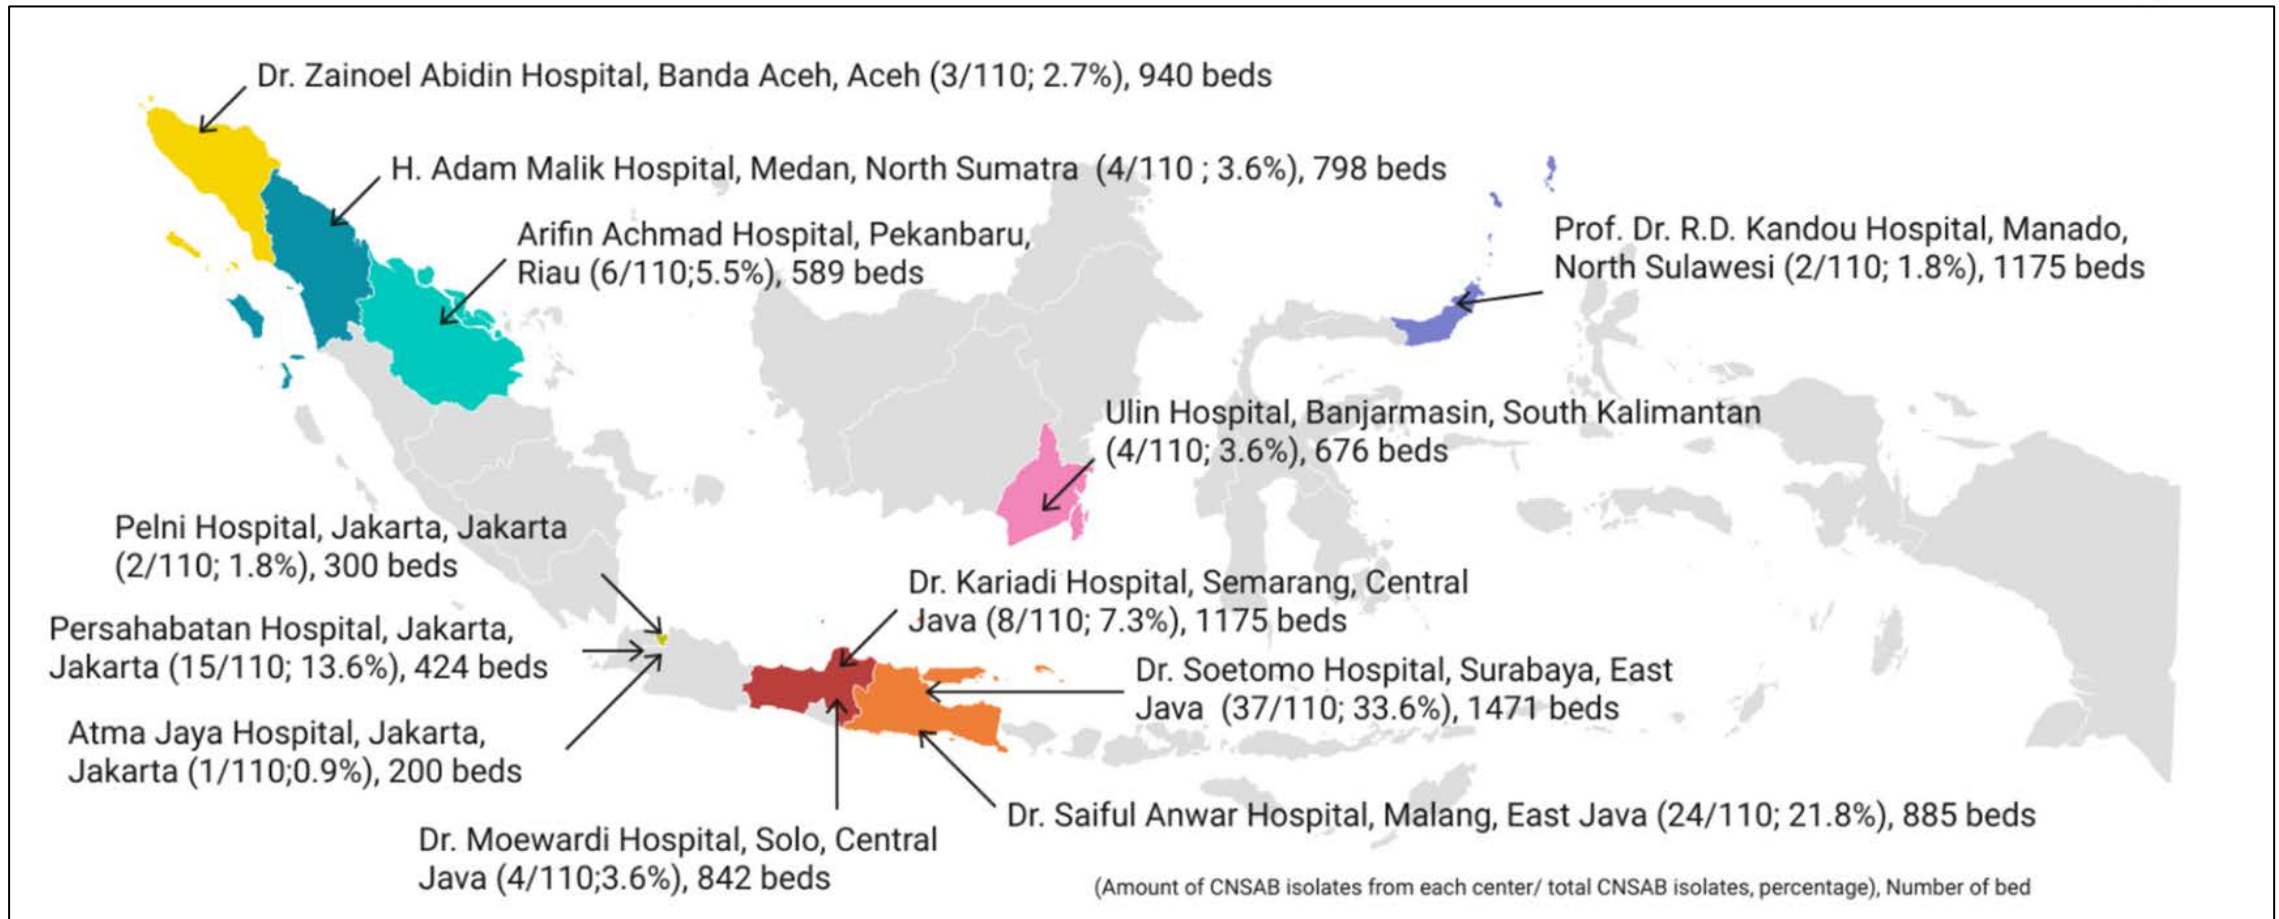 Dr. Zainoel Abidin Hospital, Banda Aceh, Aceh (3/110; 2.7%), 940 beds
H. Adam Malik Hospital, Medan, North Sumatra  (4/110 ; 3.6%), 798 beds
Arifin Achmad Hospital, Pekanbaru,
Riau (6/110;5.5%), 589 beds
Prof. Dr. R.D. Kandou Hospital, Manado,
North Sulawesi (2/110; 1.8%), 1175 beds
Ulin Hospital, Banjarmasin, South Kalimantan
(4/110; 3.6%), 676 beds
Pelni Hospital, Jakarta, Jakarta
(2/110; 1.8%), 300 beds
Persahabatan Hospital, Jakarta,
Jakarta (15/110; 13.6%), 424 beds
Atma Jaya Hospital, Jakarta,
Jakarta (1/110;0.9%), 200 beds
Dr. Kariadi Hospital, Semarang, Central
Java (8/110; 7.3%), 1175 beds
Dr. Soetomo Hospital, Surabaya, East
Java  (37/110; 33.6%), 1471 beds
Dr. Saiful Anwar Hospital, Malang, East Java (24/110; 21.8%), 885 beds
Dr. Moewardi Hospital, Solo, Central
Java (4/110;3.6%), 842 beds
(Amount of CNSAB isolates from each center/ total CNSAB isolates, percentage), Number of bed